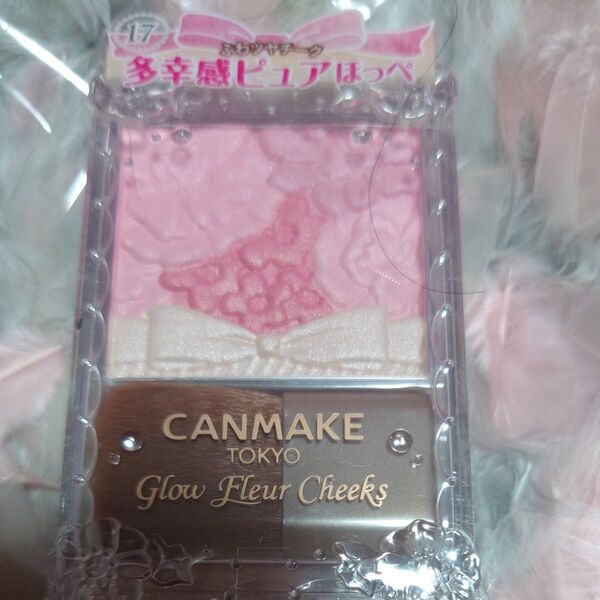 17
ふわツヤチーク
多幸感ピュアほっぺ
CANMAKE
TOKYO
Glow Fleur Cheeks